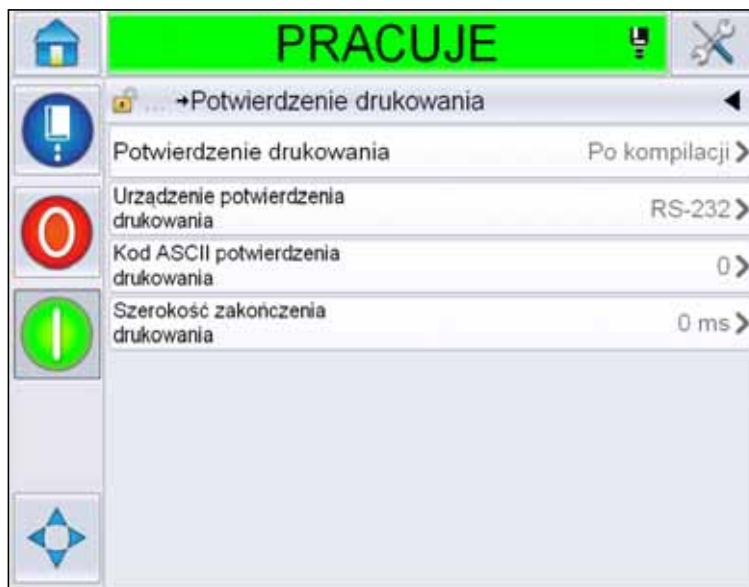 PRACUJE
... →Potwierdzenie drukowania
Potwierdzenie drukowania Po kompilacji
Urządzenie potwierdzenia
drukowania RS-232
Kod ASCII potwierdzenia
drukowania 0
Szerokość zakończenia
drukowania 0 ms